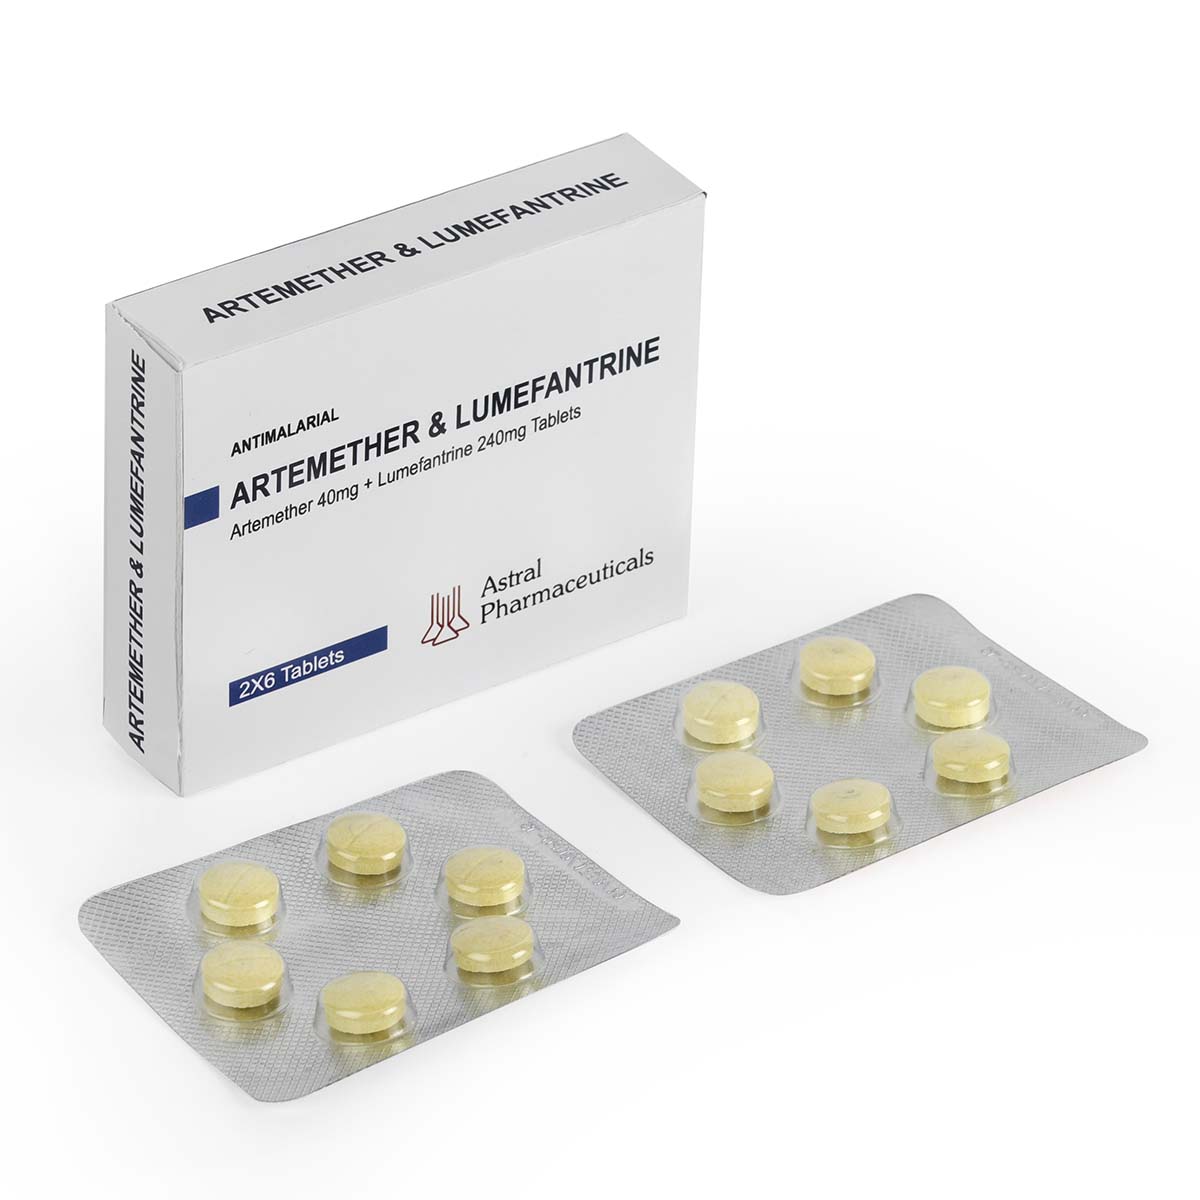 ARTEMETHER & LUMEFANTRINE
ARTEMETHER & LUMEFANTRINE
ANTIMALARIAL
ARTEMETHER & LUMEFANTRINE
Artemether 40mg + Lumefantrine 240mg Tablets
Astral
Pharmaceuticals
2X6 Tablets